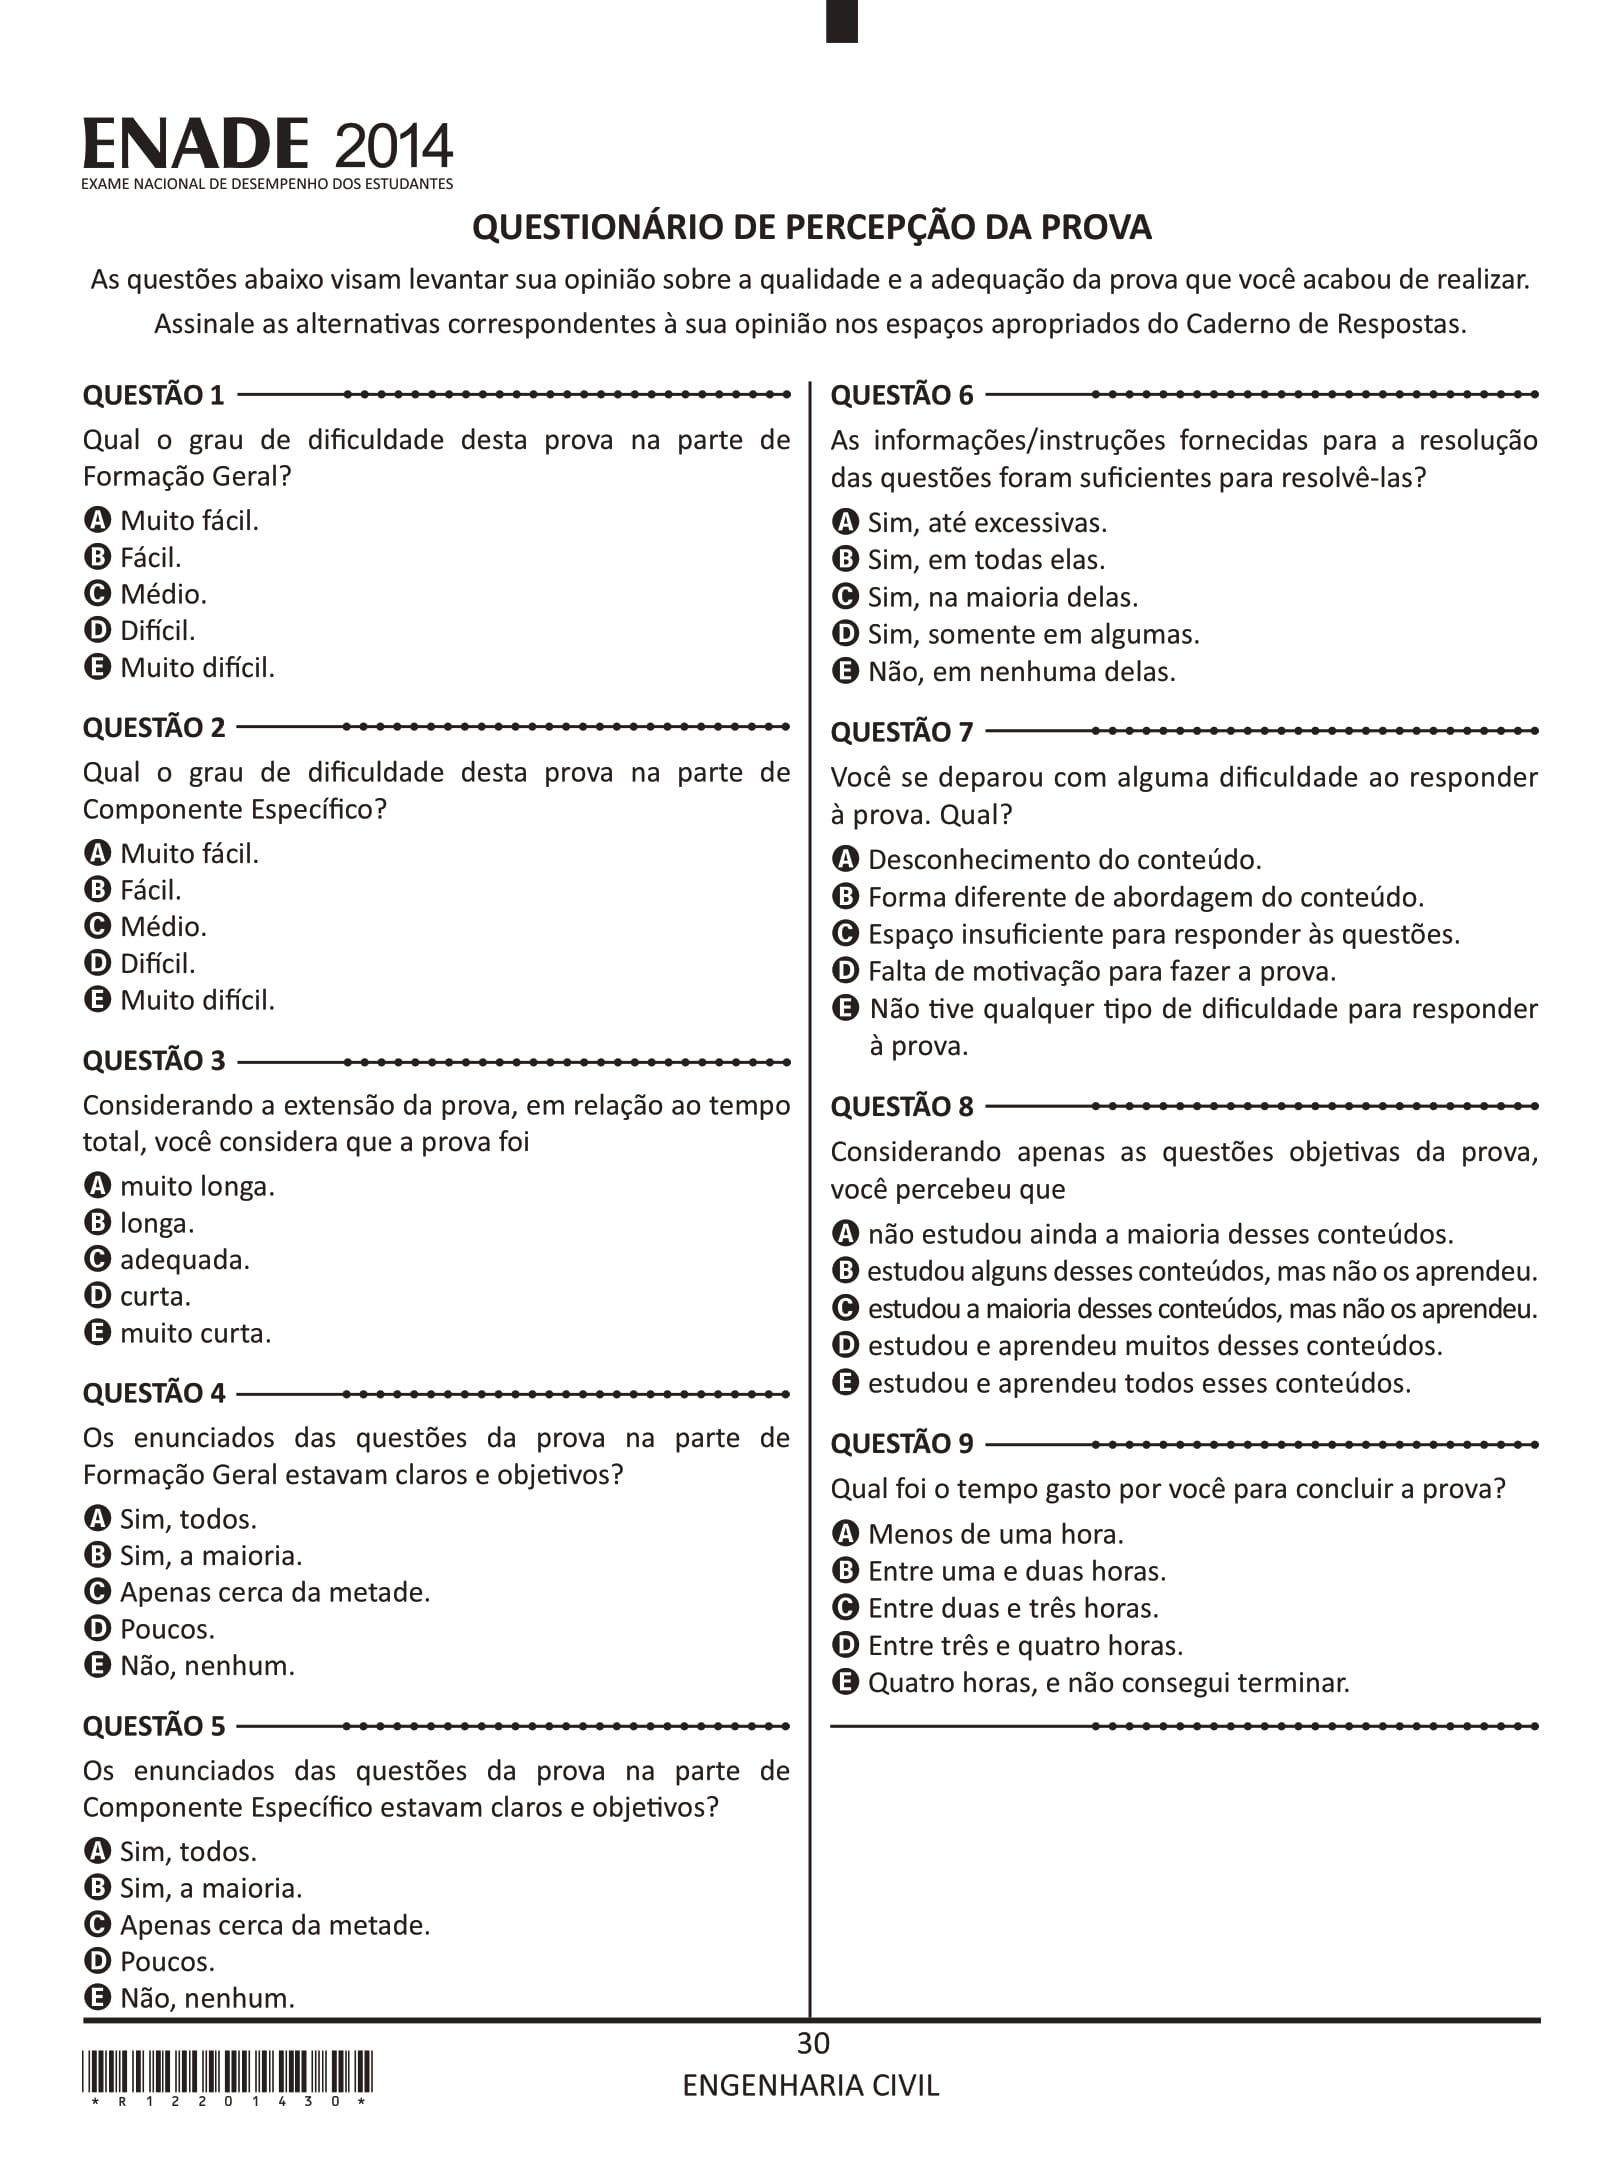 ENADE 2014
EXAME NACIONAL DE DESEMPENHO DOS ESTUDANTES
QUESTIONÁRIO DE PERCEPÇÃO DA PROVA
As questões abaixo visam levantar sua opinião sobre a qualidade e a adequação da prova que você acabou de realizar.
Assinale as alternativas correspondentes à sua opinião nos espaços apropriados do Caderno de Respostas.
QUESTÃO 1
Qual o grau de dificuldade desta prova na parte de
Formação Geral?
A Muito fácil.
B Fácil.
C Médio.
D Difícil.
E Muito difícil.
QUESTÃO 2
Qual o grau de dificuldade desta prova na parte de
Componente Específico?
A Muito fácil.
B Fácil.
C Médio.
D Difícil.
E Muito difícil.
QUESTÃO 3
Considerando a extensão da prova, em relação ao tempo
total, você considera que a prova foi
A muito longa.
B longa.
C adequada.
D curta.
E muito curta.
QUESTÃO 4
Os enunciados das questões da prova na parte de
Formação Geral estavam claros e objetivos?
A Sim, todos.
B Sim, a maioria.
C Apenas cerca da metade.
D Poucos.
E Não, nenhum.
QUESTÃO 5
Os enunciados das questões da prova na parte de
Componente Específico estavam claros e objetivos?
A Sim, todos.
B Sim, a maioria.
C Apenas cerca da metade.
D Poucos.
E Não, nenhum.
QUESTÃO 6
As informações/instruções fornecidas para a resolução
das questões foram suficientes para resolvê-las?
A Sim, até excessivas.
B Sim, em todas elas.
C Sim, na maioria delas.
D Sim, somente em algumas.
E Não, em nenhuma delas.
QUESTÃO 7
Você se deparou com alguma dificuldade ao responder
à prova. Qual?
A Desconhecimento do conteúdo.
B Forma diferente de abordagem do conteúdo.
C Espaço insuficiente para responder às questões.
D Falta de motivação para fazer a prova.
E Não tive qualquer tipo de dificuldade para responder
à prova.
QUESTÃO 8
Considerando apenas as questões objetivas da prova,
você percebeu que
A não estudou ainda a maioria desses conteúdos.
B estudou alguns desses conteúdos, mas não os aprendeu.
C estudou a maioria desses conteúdos, mas não os aprendeu.
D estudou e aprendeu muitos desses conteúdos.
E estudou e aprendeu todos esses conteúdos.
QUESTÃO 9
Qual foi o tempo gasto por você para concluir a prova?
A Menos de uma hora.
B Entre uma e duas horas.
C Entre duas e três horas.
D Entre três e quatro horas.
E Quatro horas, e não consegui terminar.
30
ENGENHARIA CIVIL
*R12201430*